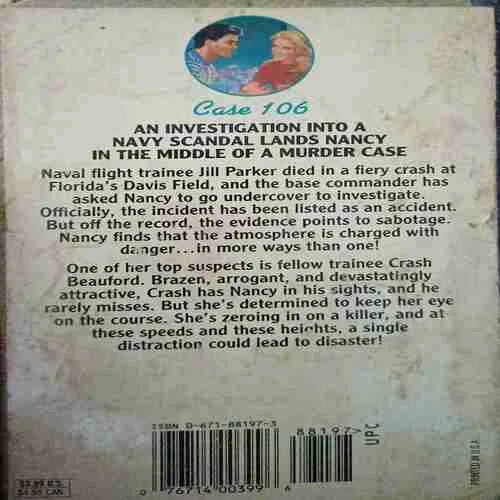 Case 106
AN INVESTIGATION INTO A
NAVY SCANDAL LANDS NANCY
IN THE MIDDLE OF A MURDER CASE
Naval flight trainee Jill Parker died in a fiery crash at
Florida's Davis Field, and the base commander has
asked Nancy to go undercover to investigate.
Officially, the incident has been listed as an accident.
But off the record, the evidence points to sabotage.
Nancy finds that the atmosphere is charged with
danger...in more ways than one!
One of her top suspects is fellow trainee Crash
Beauford. Brazen, arrogant, and devastatingly
attractive, Crash has Nancy in his sights, and he
rarely misses. But she's determined to keep her eye
on the course. She's zeroing in on a killer, and at
these speeds and these heights, a single
distraction could lead to disaster!
ISBN 0-671-88197-3
88197>
UPC
0 76714 00399 6
$3.99 U.S.
$4.99 CAN.
PRINTED IN U.S.A.